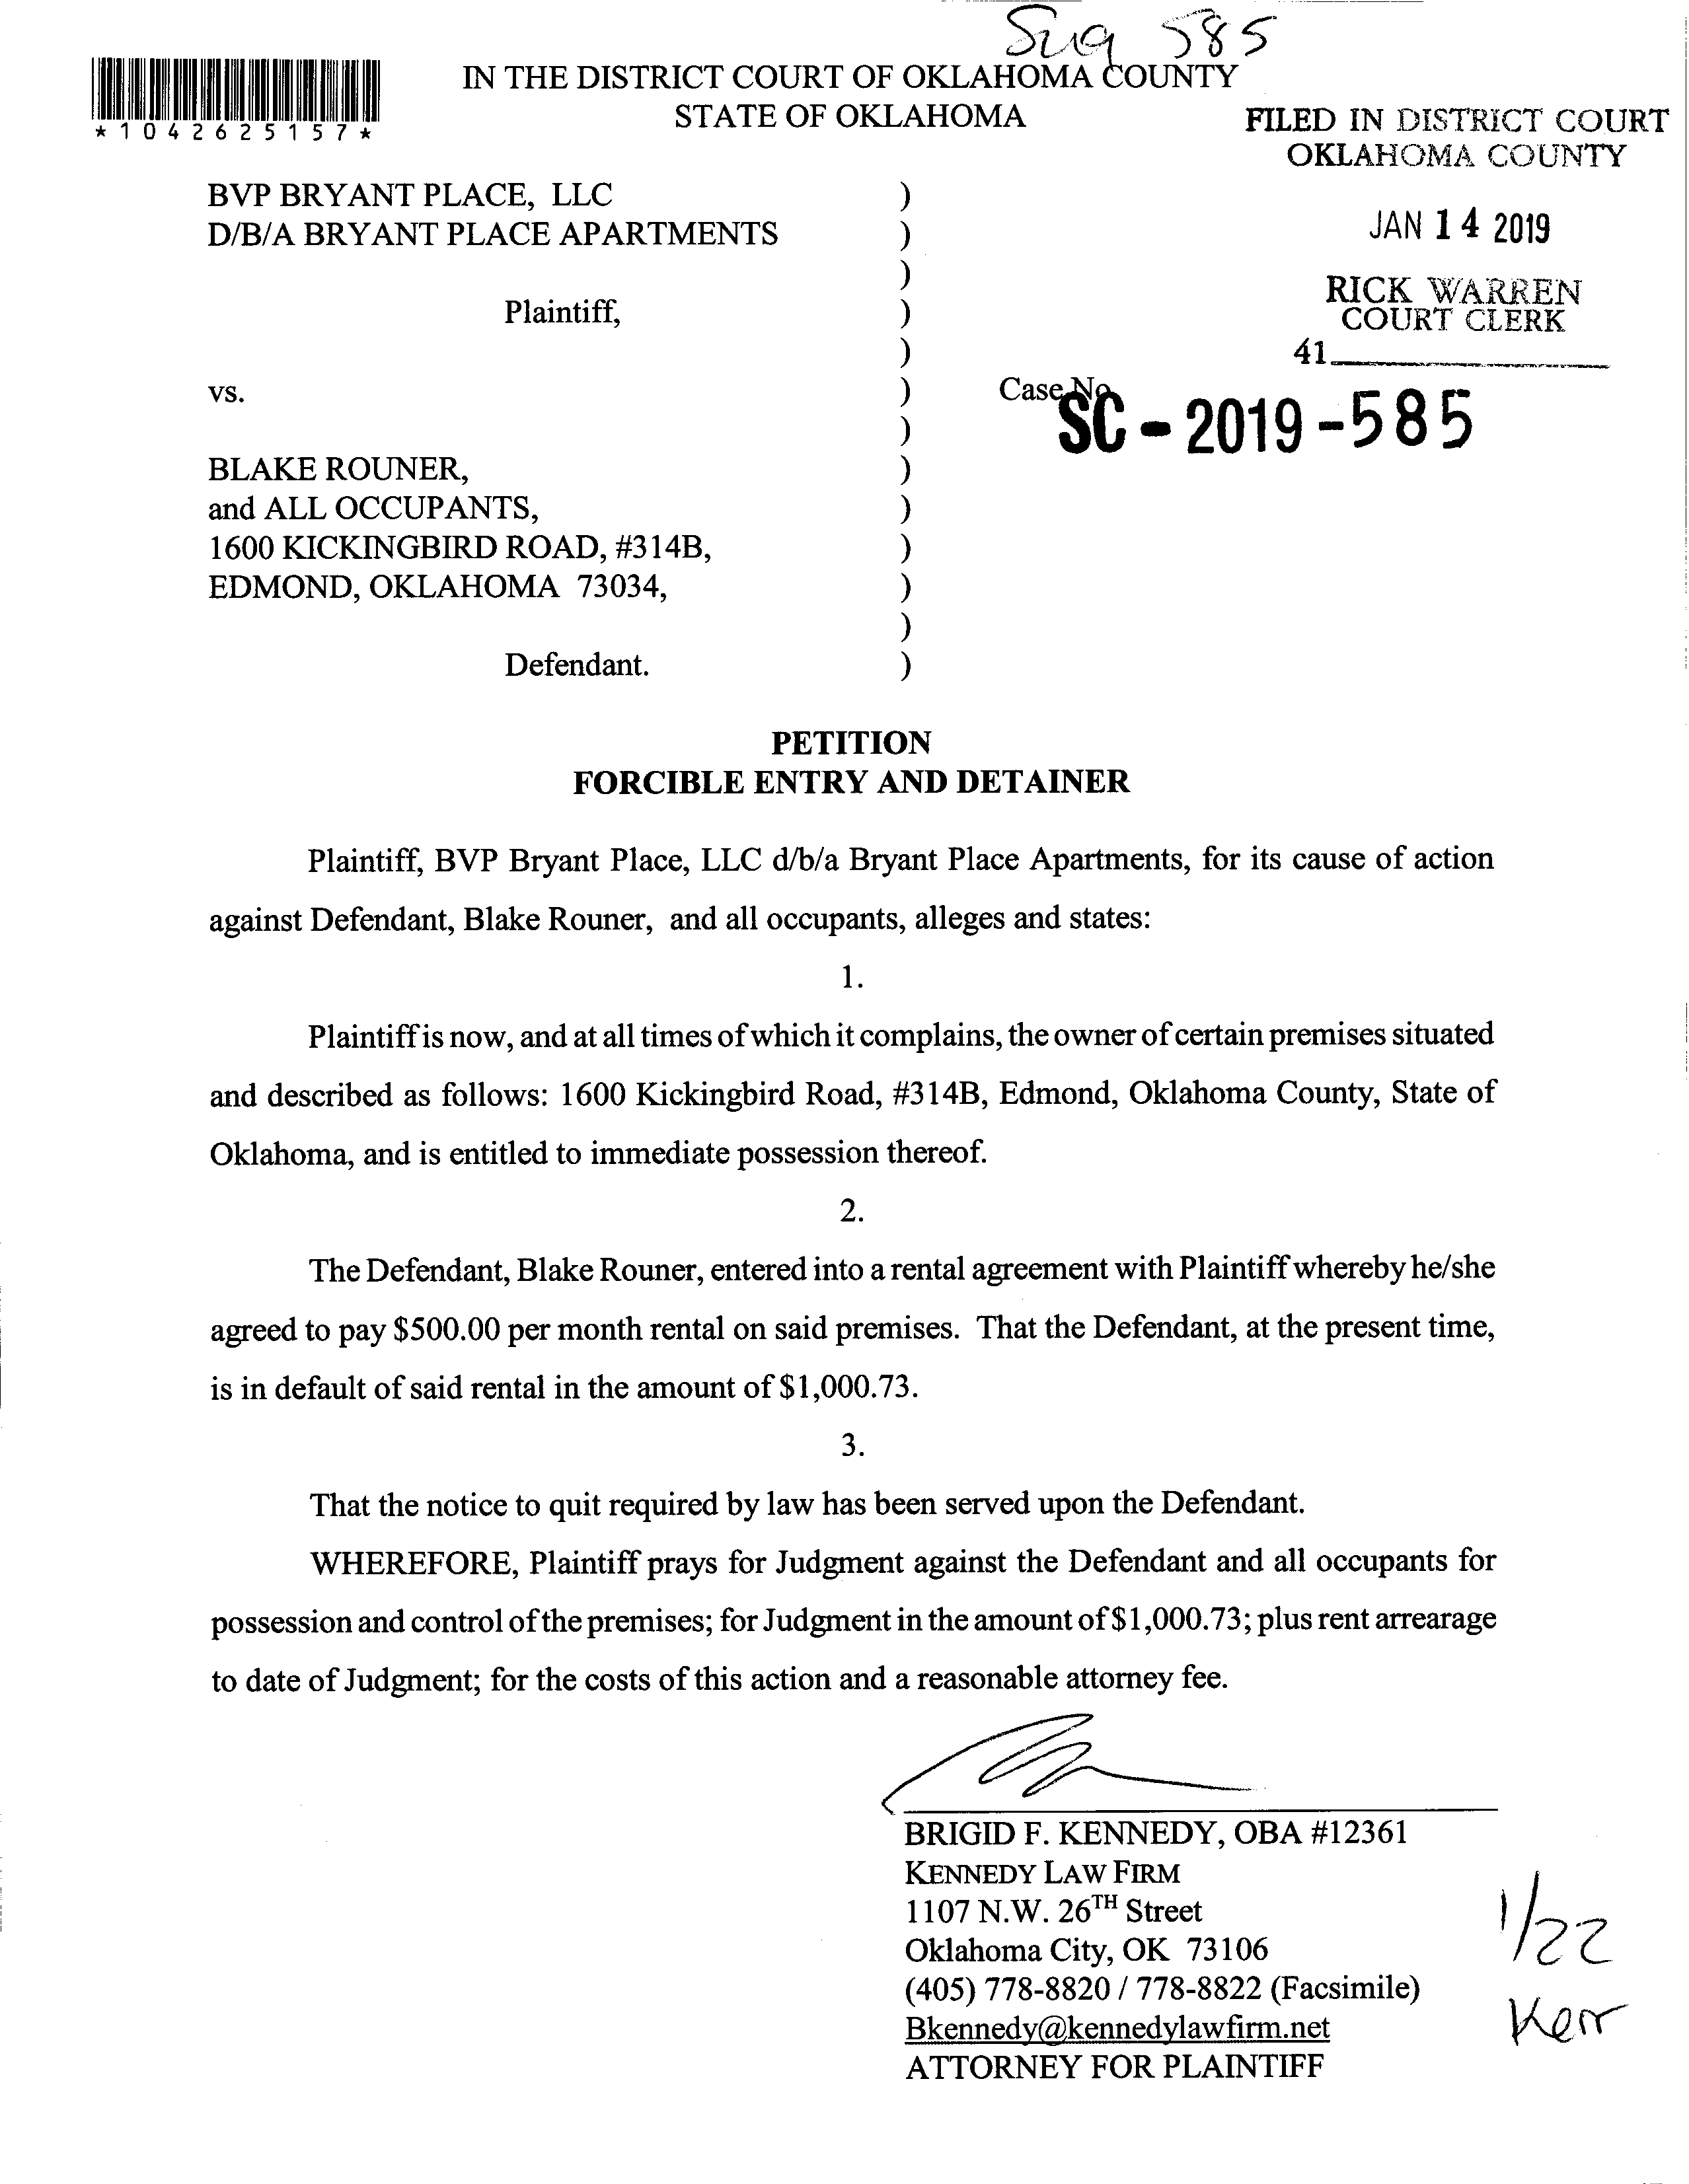 585
*1042625157*
IN THE DISTRICT COURT OF OKLAHOMA COUNTY
STATE OF OKLAHOMA
FILED IN DISTRICT COURT
OKLAHOMA COUNTY
JAN 14 2019
RICK WARREN
COURT CLERK
41
BVP BRYANT PLACE, LLC )
D/B/A BRYANT PLACE APARTMENTS )
)
Plaintiff, )
)
vs. ) Case No.
SC-2019-585
)
BLAKE ROUNER, )
and ALL OCCUPANTS, )
1600 KICKINGBIRD ROAD, #314B, )
EDMOND, OKLAHOMA 73034, )
)
Defendant. )
PETITION
FORCIBLE ENTRY AND DETAINER
Plaintiff, BVP Bryant Place, LLC d/b/a Bryant Place Apartments, for its cause of action
against Defendant, Blake Rouner, and all occupants, alleges and states:
1.
Plaintiff is now, and at all times of which it complains, the owner of certain premises situated
and described as follows: 1600 Kickingbird Road, #314B, Edmond, Oklahoma County, State of
Oklahoma, and is entitled to immediate possession thereof.
2.
The Defendant, Blake Rouner, entered into a rental agreement with Plaintiff whereby he/she
agreed to pay $500.00 per month rental on said premises. That the Defendant, at the present time,
is in default of said rental in the amount of $1,000.73.
3.
That the notice to quit required by law has been served upon the Defendant.
WHEREFORE, Plaintiff prays for Judgment against the Defendant and all occupants for
possession and control of the premises; for Judgment in the amount of $1,000.73; plus rent arrearage
to date of Judgment; for the costs of this action and a reasonable attorney fee.
BRIGID F. KENNEDY, OBA #12361
KENNEDY LAW FIRM
1107 N.W. 26TH Street
Oklahoma City, OK 73106
(405) 778-8820 / 778-8822 (Facsimile)
Bkennedy@kennedylawfirm.net
ATTORNEY FOR PLAINTIFF
1/22
Kerr